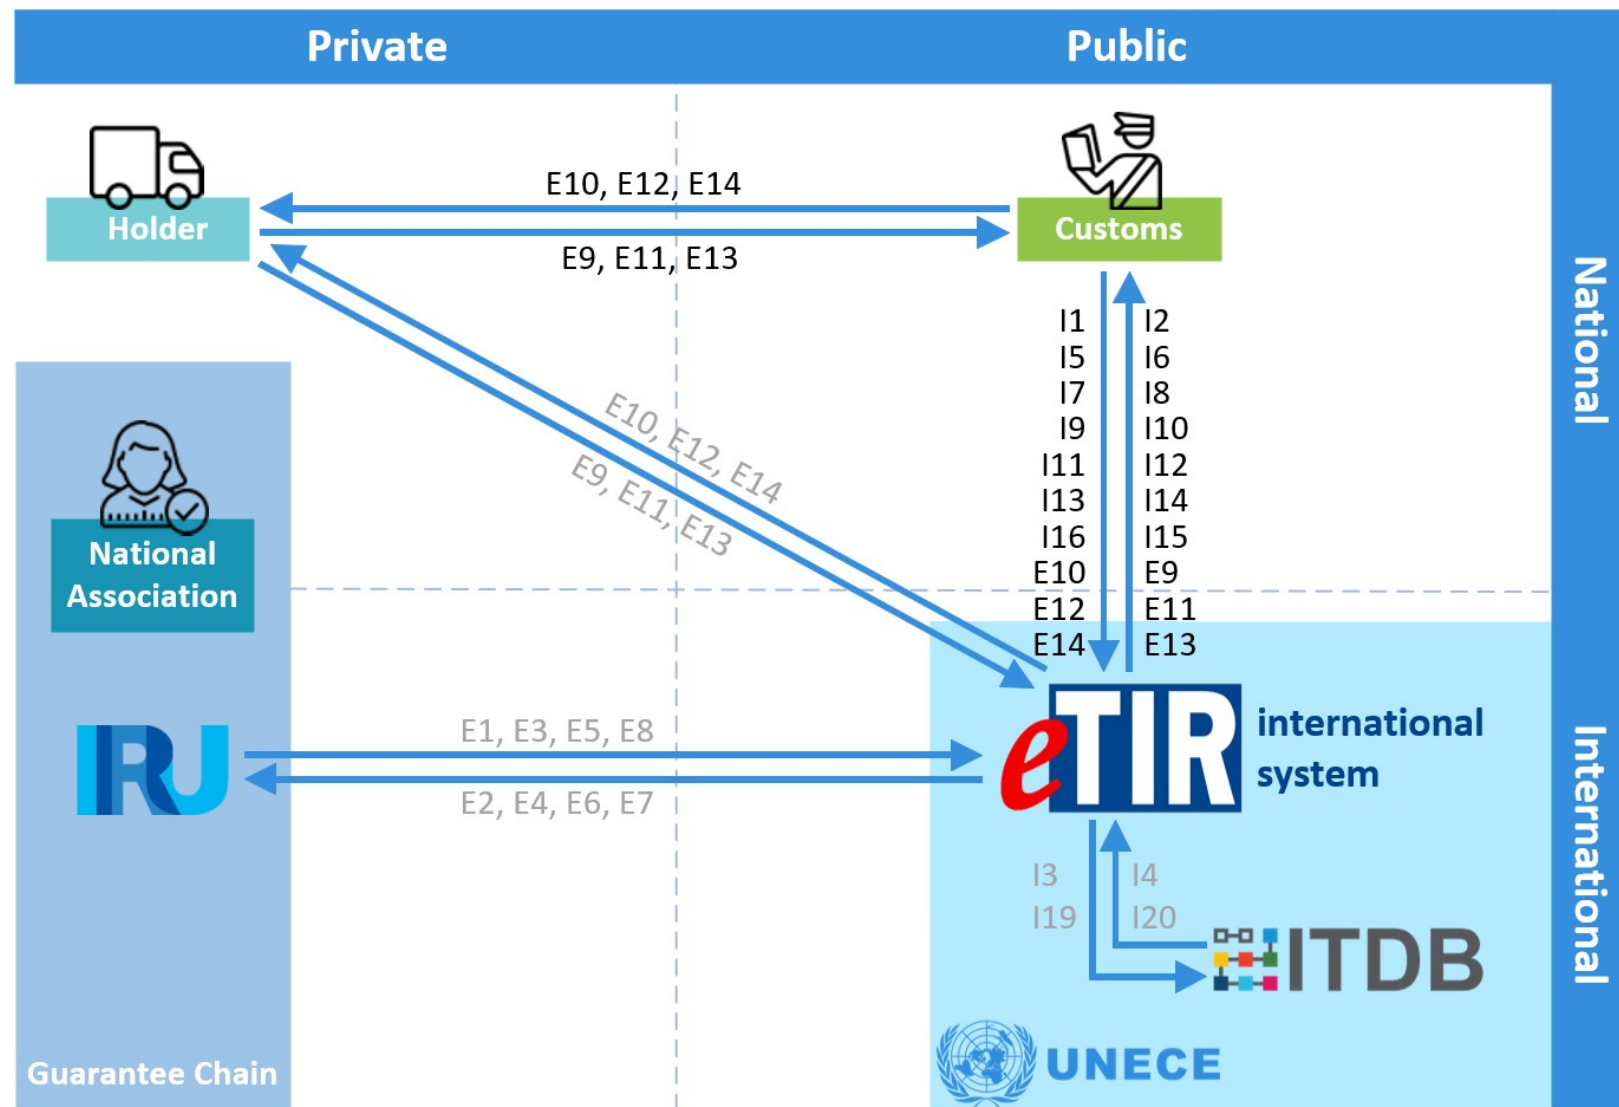 Private
Public
National
International
E10, E12, E14
Holder
Customs
E9, E11, E13
I1
I2
I5
I6
I7
I8
I9
I10
I11
I12
I13
I14
I16
I15
E10
E9
E12
E11
E14
E13
E10, E12, E14
E9, E11, E13
National
Association
IRU
E1, E3, E5, E8
E2, E4, E6, E7
eTIR
international
system
I3
I4
I19
I20
ITDB
UNECE
Guarantee Chain